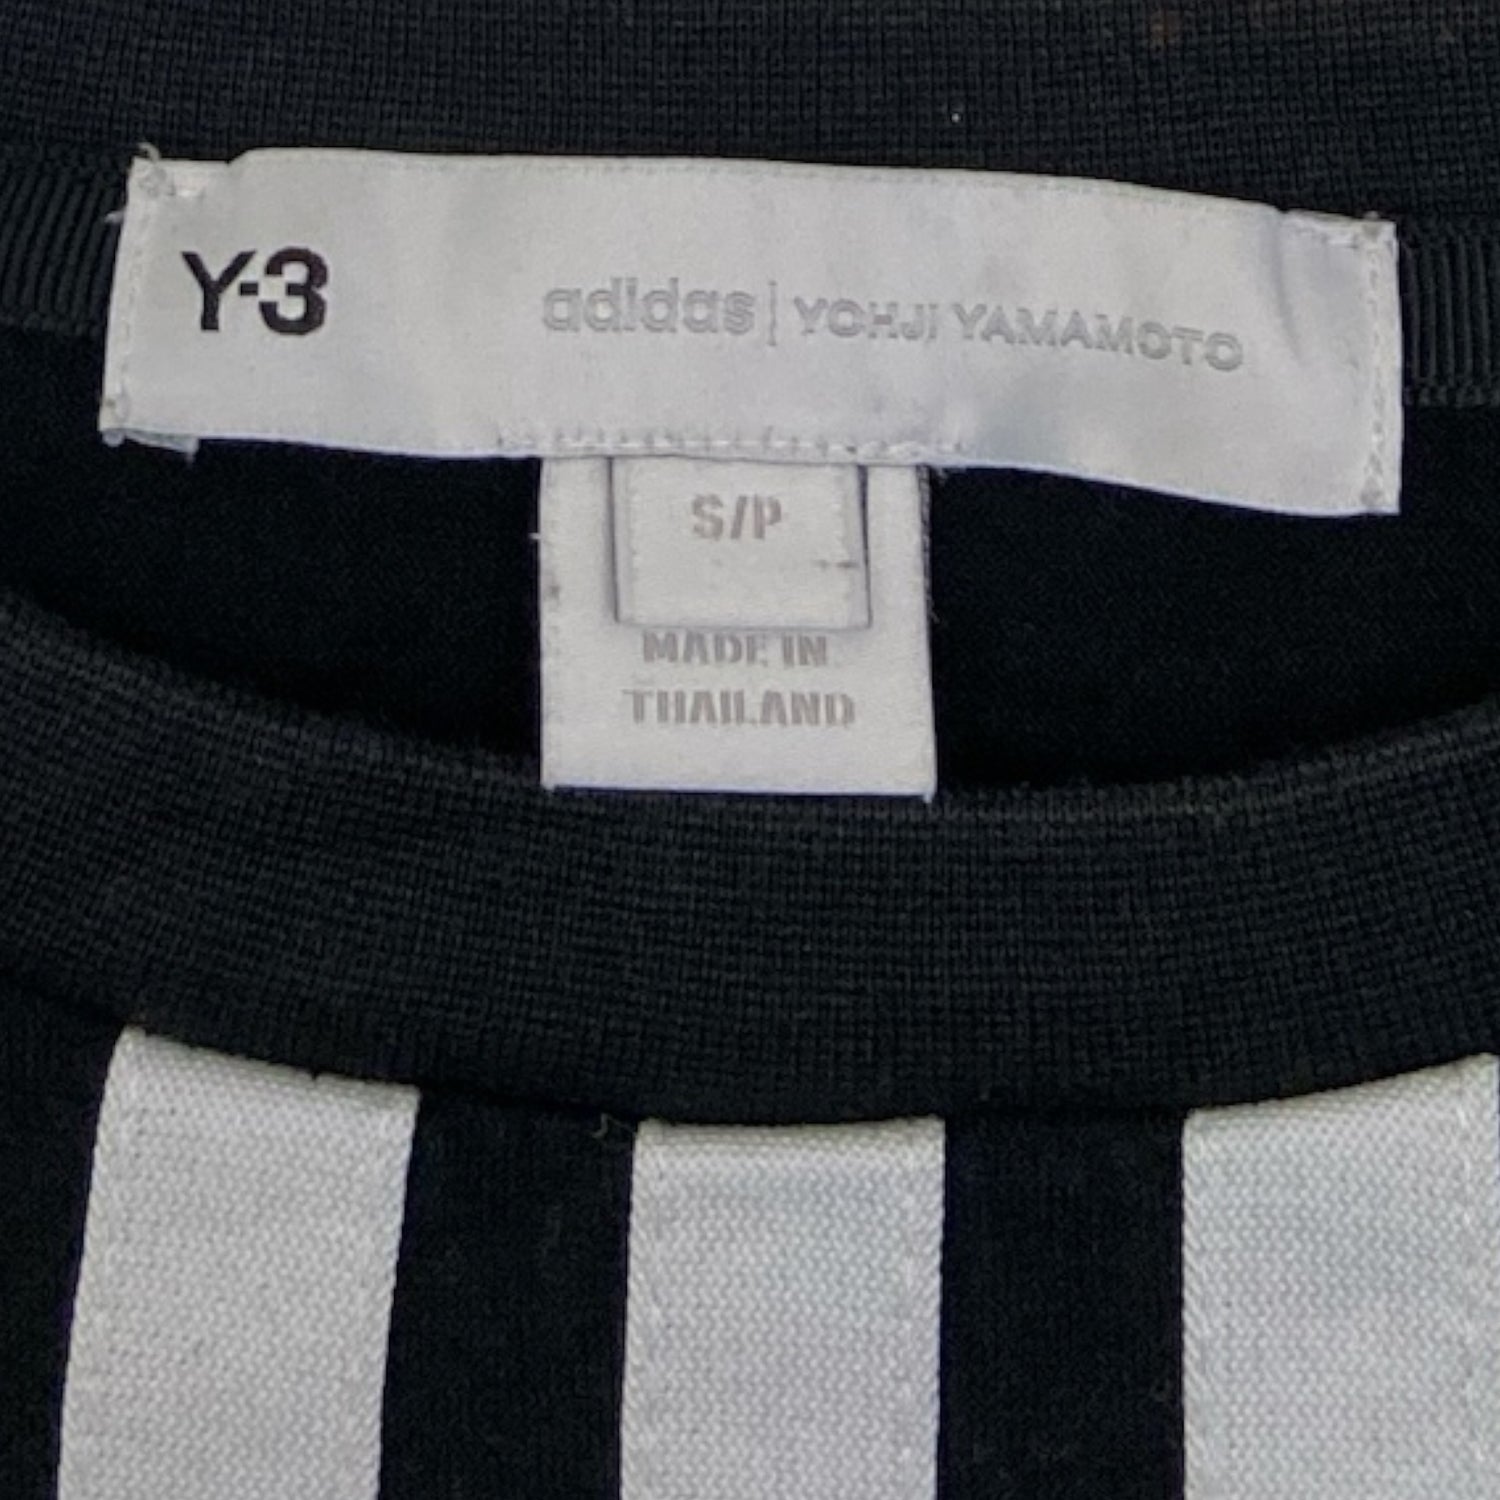 Y-3 adidas | YOHJI YAMAMOTO
S/P
MADE IN
THAILAND